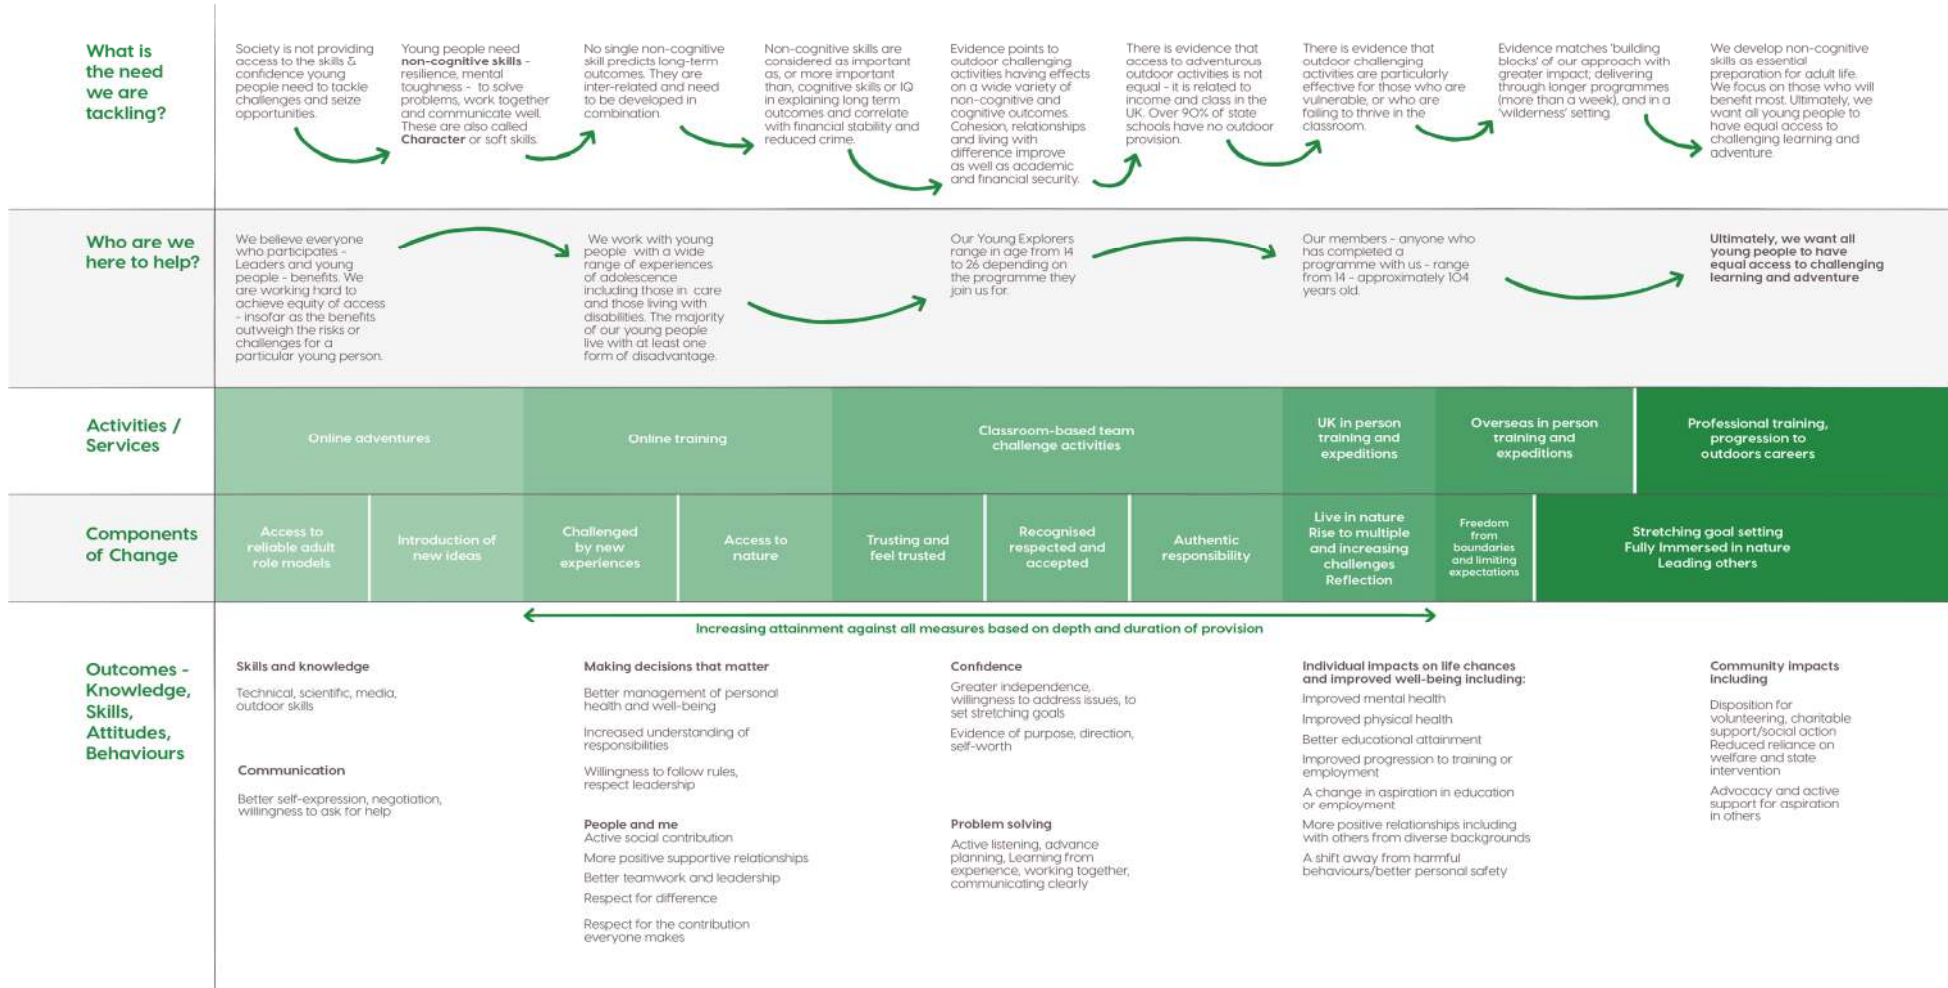 What is
the need
we are
tackling?
Society is not providing
access to the skills &
confidence young
people need to tackle
challenges and seize
opportunities.
Young people need
non-cognitive skills -
resilience, mental
toughness - to solve
problems, work together
and communicate well.
These are also called
Character or soft skills.
No single non-cognitive
skill predicts long-term
outcomes. They are
inter-related and need
to be developed in
combination.
Non-cognitive skills are
considered as important
as, or more important
than, cognitive skills or IQ
in explaining long term
outcomes and correlate
with financial stability and
reduced crime.
Evidence points to
outdoor challenging
activities having effects
on a wide variety of
non-cognitive and
cognitive outcomes.
Cohesion, relationships
and living with
difference improve
as well as academic
and financial security.
There is evidence that
access to adventurous
outdoor activities is not
equal - it is related to
income and class in the
UK. Over 90% of state
schools have no outdoor
provision.
There is evidence that
outdoor challenging
activities are particularly
effective for those who are
vulnerable, or who are
failing to thrive in the
classroom.
Evidence matches 'building
blocks' of our approach with
greater impact; delivering
through longer programmes
(more than a week), and in a
'wilderness' setting.
We develop non-cognitive
skills as essential
preparation for adult life.
We focus on those who will
benefit most. Ultimately, we
want all young people to
have equal access to
challenging learning and
adventure.
Who are we
here to help?
We believe everyone
who participates -
Leaders and young
people - benefits. We
are working hard to
achieve equity of access
- insofar as the benefits
outweigh the risks or
challenges for a
particular young person.
We work with young
people with a wide
range of experiences
of adolescence
including those in care
and those living with
disabilities. The majority
of our young people
live with at least one
form of disadvantage.
Our Young Explorers
range in age from 14
to 26 depending on
the programme they
join us for.
Our members - anyone who
has completed a
programme with us - range
from 14 - approximately 104
years old.
Ultimately, we want all
young people to have
equal access to challenging
learning and adventure
Activities /
Services
Online adventures
Online training
Classroom-based team
challenge activities
UK in person
training and
expeditions
Overseas in person
training and
expeditions
Professional training,
progression to
outdoors careers
Components
of Change
Access to
reliable adult
role models
Introduction of
new ideas
Challenged
by new
experiences
Access to
nature
Trusting and
feel trusted
Recognised
respected and
accepted
Authentic
responsibility
Live in nature
Rise to multiple
and increasing
challenges
Reflection
Freedom
from
boundaries
and limiting
expectations
Stretching goal setting
Fully Immersed in nature
Leading others
Increasing attainment against all measures based on depth and duration of provision
Outcomes -
Knowledge,
Skills,
Attitudes,
Behaviours
Skills and knowledge
Technical, scientific, media,
outdoor skills
Communication
Better self-expression, negotiation,
willingness to ask for help
Making decisions that matter
Better management of personal
health and well-being
Increased understanding of
responsibilities
Willingness to follow rules,
respect leadership
People and me
Active social contribution
More positive supportive relationships
Better teamwork and leadership
Respect for difference
Respect for the contribution
everyone makes
Confidence
Greater independence,
willingness to address issues, to
set stretching goals
Evidence of purpose, direction,
self-worth
Problem solving
Active listening, advance
planning, Learning from
experience, working together,
communicating clearly
Individual impacts on life chances
and improved well-being including:
Improved mental health
Improved physical health
Better educational attainment
Improved progression to training or
employment
A change in aspiration in education
or employment
More positive relationships including
with others from diverse backgrounds
A shift away from harmful
behaviours/better personal safety
Community impacts
including
Disposition for
volunteering, charitable
support/social action
Reduced reliance on
welfare and state
intervention
Advocacy and active
support for aspiration
in others